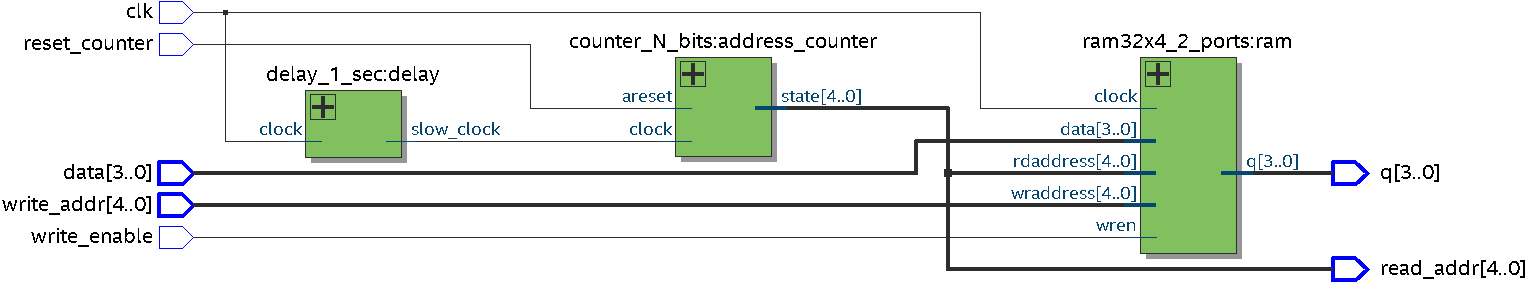 clk
reset_counter
data[3..0]
write_addr[4..0]
write_enable
delay_1_sec:delay
clock
slow_clock
counter_N_bits:address_counter
areset
clock
state[4..0]
ram32x4_2_ports:ram
clock
data[3..0]
rdaddress[4..0]
wraddress[4..0]
wren
q[3..0]
q[3..0]
read_addr[4..0]